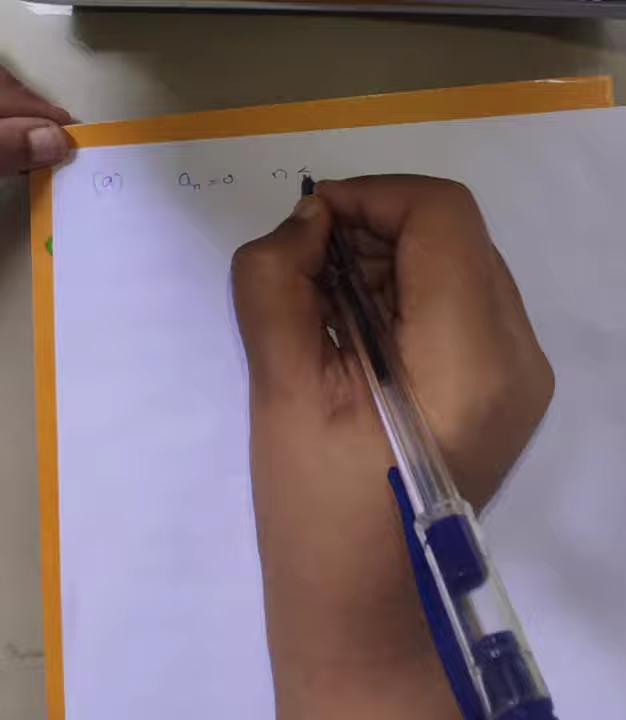 (a) aₙ = 0 n <